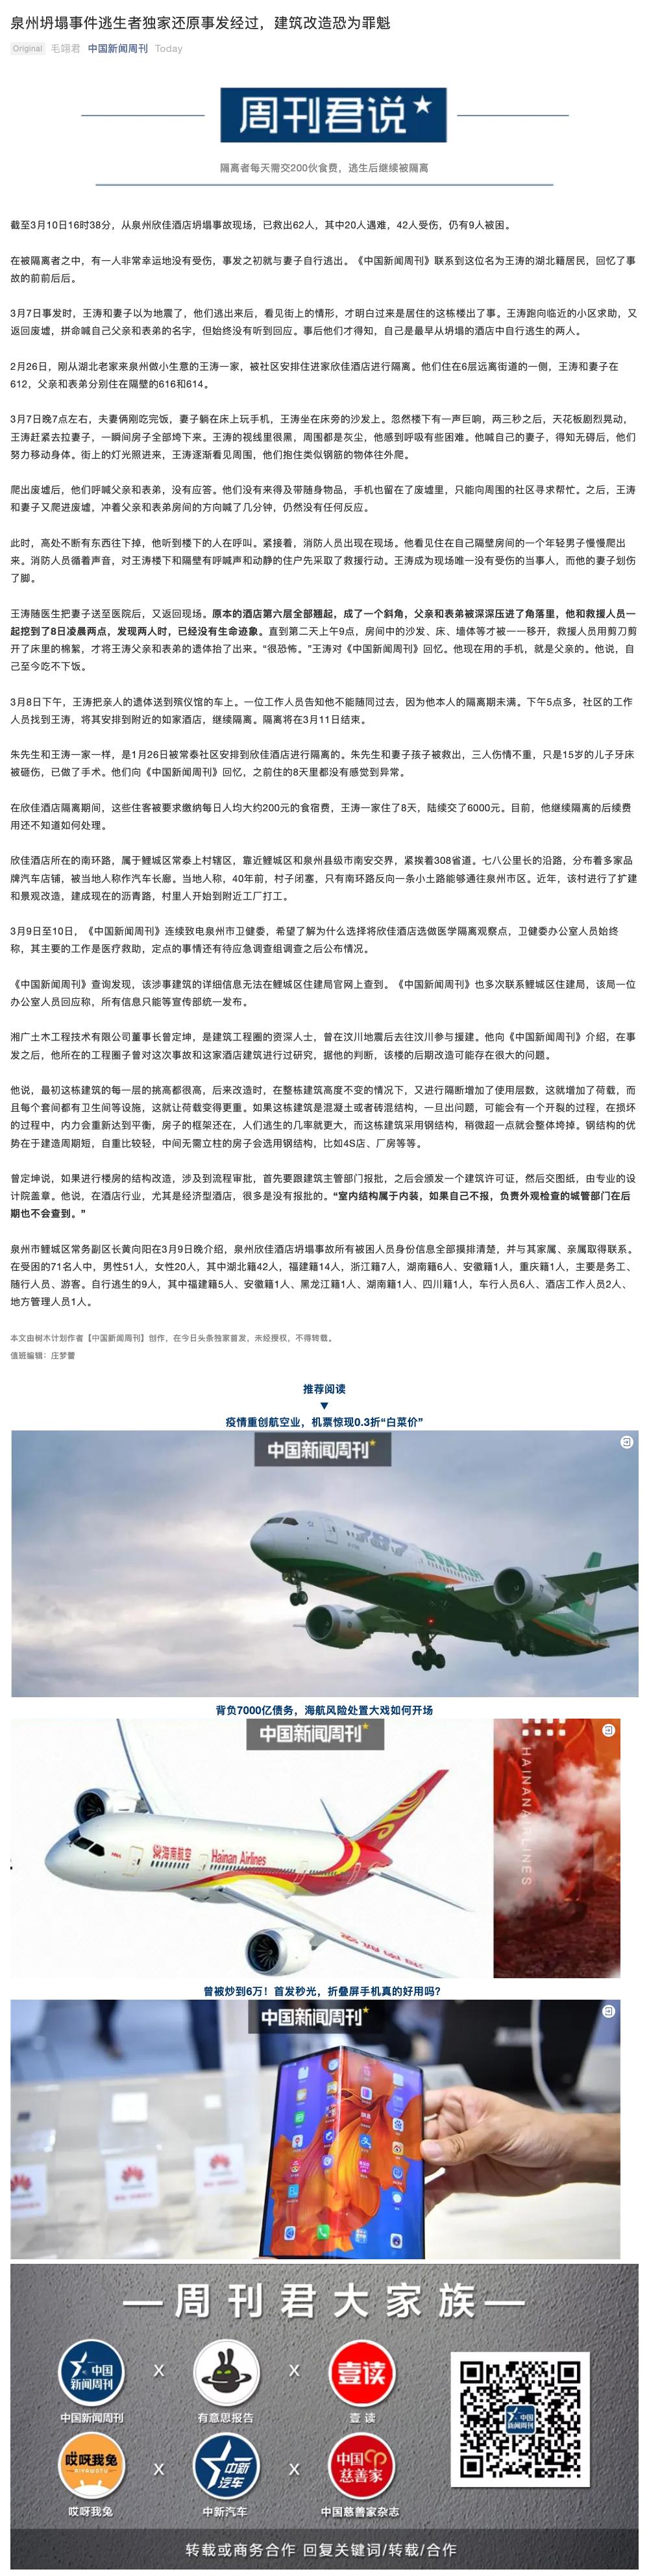 泉州坍塌事件逃生者独家还原事发经过，建筑改造恐为罪魁
Original 毛翊君 中国新闻周刊 Today
周刊君说
隔离者每天需交200伙食费，逃生后继续被隔离
截至3月10日16时38分，从泉州欣佳酒店坍塌事故现场，已救出62人，其中20人遇难，42人受伤，仍有9人被困。
在被隔离者之中，有一人非常幸运地没有受伤，事发之初就与妻子自行逃出。《中国新闻周刊》联系到这位名为王涛的湖北籍居民，回忆了事
故的前前后后。
3月7日事发时，王涛和妻子以为地震了，他们逃出来后，看见街上的情形，才明白过来是居住的这栋楼出了事。王涛跑向临近的小区求助，又
返回废墟，拼命喊自己父亲和表弟的名字，但始终没有听到回应。事后他们才得知，自己是最早从坍塌的酒店中自行逃生的两人。
2月26日，刚从湖北老家来泉州做小生意的王涛一家，被社区安排住进家欣佳酒店进行隔离。他们住在6层远离街道的一侧，王涛和妻子在
612，父亲和表弟分别住在隔壁的616和614。
3月7日晚7点左右，夫妻俩刚吃完饭，妻子躺在床上玩手机，王涛坐在床旁的沙发上。忽然楼下有一声巨响，两三秒之后，天花板剧烈晃动，
王涛赶紧去拉妻子，一瞬间房子全部垮下来。王涛的视线里很黑，周围都是灰尘，他感到呼吸有些困难。他喊自己的妻子，得知无碍后，他们
努力移动身体。街上的灯光照进来，王涛逐渐看见周围，他们抱住类似钢筋的物体往外爬。
爬出废墟后，他们呼喊父亲和表弟，没有应答。他们没有来得及带随身物品，手机也留在了废墟里，只能向周围的社区寻求帮忙。之后，王涛
和妻子又爬进废墟，冲着父亲和表弟房间的方向喊了几分钟，仍然没有任何反应。
此时，高处不断有东西往下掉，他听到楼下的人在呼叫。紧接着，消防人员出现在现场。他看见住在自己隔壁房间的一个年轻男子慢慢爬出
来。消防人员循着声音，对王涛楼下和隔壁有呼喊声和动静的住户先采取了救援行动。王涛成为现场唯一没有受伤的当事人，而他的妻子划伤
了脚。
王涛随医生把妻子送至医院后，又返回现场。原本的酒店第六层全部翘起，成了一个斜角，父亲和表弟被深深压进了角落里，他和救援人员一
起挖到了8日凌晨两点，发现两人时，已经没有生命迹象。直到第二天上午9点，房间中的沙发、床、墙体等才被一一移开，救援人员用剪刀剪
开了床里的棉絮，才将王涛父亲和表弟的遗体抬了出来。“很恐怖。”王涛对《中国新闻周刊》回忆。他现在用的手机，就是父亲的。他说，自
己至今吃不下饭。
3月8日下午，王涛把亲人的遗体送到殡仪馆的车上。一位工作人员告知他不能随同过去，因为他本人的隔离期未满。下午5点多，社区的工作
人员找到王涛，将其安排到附近的如家酒店，继续隔离。隔离将在3月11日结束。
朱先生和王涛一家一样，是1月26日被常泰社区安排到欣佳酒店进行隔离的。朱先生和妻子孩子被救出，三人伤情不重，只是15岁的儿子牙床
被砸伤，已做了手术。他们向《中国新闻周刊》回忆，之前住的8天里都没有感觉到异常。
在欣佳酒店隔离期间，这些住客被要求缴纳每日人均大约200元的食宿费，王涛一家住了8天，陆续交了6000元。目前，他继续隔离的后续费
用还不知道如何处理。
欣佳酒店所在的南环路，属于鲤城区常泰上村辖区，靠近鲤城区和泉州县级市南安交界，紧挨着308省道。七八公里长的沿路，分布着多家品
牌汽车店铺，被当地人称作汽车长廊。当地人称，40年前，村子闭塞，只有南环路反向一条小土路能够通往泉州市区。近年，该村进行了扩建
和景观改造，建成现在的沥青路，村里人开始到附近工厂打工。
3月9日至10日，《中国新闻周刊》连续致电泉州市卫健委，希望了解为什么选择将欣佳酒店选做医学隔离观察点，卫健委办公室人员始终
称，其主要的工作是医疗救助，定点的事情还有待应急调查组调查之后公布情况。
《中国新闻周刊》查询发现，该涉事建筑的详细信息无法在鲤城区住建局官网上查到。《中国新闻周刊》也多次联系鲤城区住建局，该局一位
办公室人员回应称，所有信息只能等宣传部统一发布。
湘广土木工程技术有限公司董事长曾定坤，是建筑工程圈的资深人士，曾在汶川地震后去往汶川参与援建。他向《中国新闻周刊》介绍，在事
发之后，他所在的工程圈子曾对这次事故和这家酒店建筑进行过研究，据他的判断，该楼的后期改造可能存在很大的问题。
他说，最初这栋建筑的每一层的挑高都很高，后来改造时，在整栋建筑高度不变的情况下，又进行隔断增加了使用层数，这就增加了荷载，而
且每个套间都有卫生间等设施，这就让荷载变得更重。如果这栋建筑是混凝土或者砖混结构，一旦出问题，可能会有一个开裂的过程，在损坏
的过程中，内力会重新达到平衡，房子的框架还在，人们逃生的几率就更大，而这栋建筑采用钢结构，稍微超一点就会整体垮掉。钢结构的优
势在于建造周期短，自重比较轻，中间无需立柱的房子会选用钢结构，比如4S店、厂房等等。
曾定坤说，如果进行楼房的结构改造，涉及到流程审批，首先要跟建筑主管部门报批，之后会颁发一个建筑许可证，然后交图纸，由专业的设
计院盖章。他说，在酒店行业，尤其是经济型酒店，很多是没有报批的。“室内结构属于内装，如果自己不报，负责外观检查的城管部门在后
期也不会查到。”
泉州市鲤城区常务副区长黄向阳在3月9日晚介绍，泉州欣佳酒店坍塌事故所有被困人员身份信息全部摸排清楚，并与其家属、亲属取得联系。
在受困的71名人中，男性51人，女性20人，其中湖北籍42人，福建籍14人，浙江籍7人，湖南籍6人、安徽籍1人，重庆籍1人，主要是务工、
随行人员、游客。自行逃生的9人，其中福建籍5人、安徽籍1人、黑龙江籍1人、湖南籍1人、四川籍1人，车行人员6人、酒店工作人员2人、
地方管理人员1人。
本文由树木计划作者【中国新闻周刊】创作，在今日头条独家首发，未经授权，不得转载。
值班编辑：庄梦蕾
推荐阅读
▼
疫情重创航空业，机票惊现0.3折“白菜价”
中国新闻周刊
787 EVA AIR
背负7000亿债务，海航风险处置大戏如何开场
中国新闻周刊
海南航空 Hainan Airlines
HAINAN AIRLINES
曾被炒到6万！首发秒光，折叠屏手机真的好用吗?
中国新闻周刊
—周刊君大家族—
中国新闻周刊 X X 壹读
中国新闻周刊 有意思报告 壹 读
哎呀我兔 X 中新汽车 X 中国慈善家
哎呀我兔 中新汽车 中国慈善家杂志
中国新闻周刊
转载或商务合作 回复关键词/转载/合作